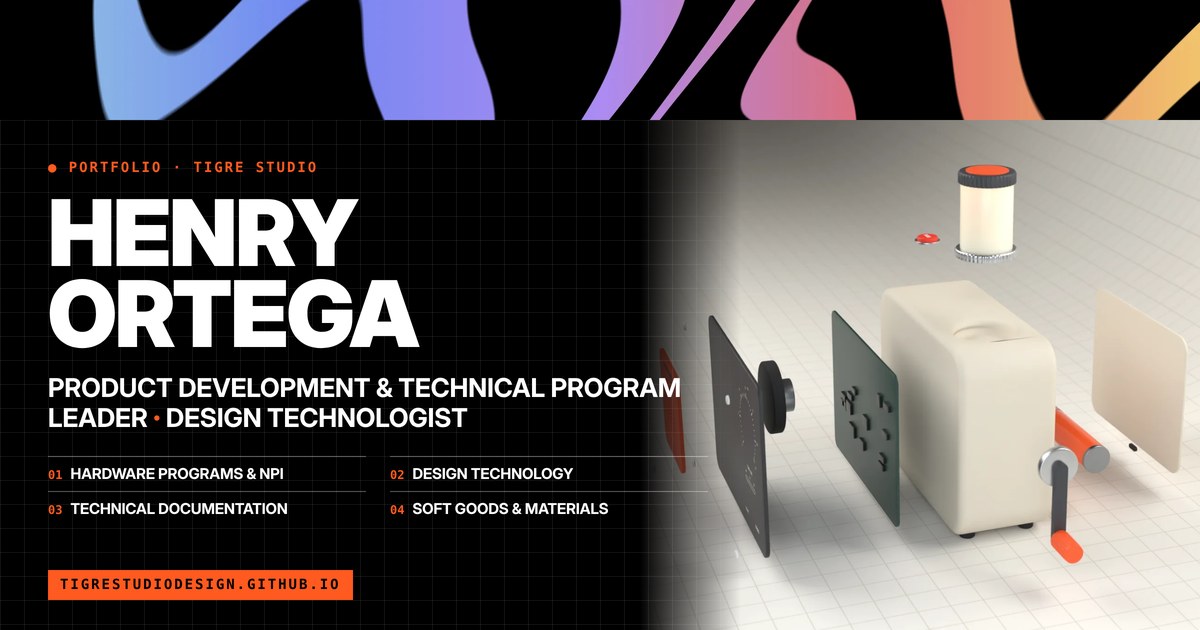 ● PORTFOLIO · TIGRE STUDIO
HENRY
ORTEGA
PRODUCT DEVELOPMENT & TECHNICAL PROGRAM
LEADER · DESIGN TECHNOLOGIST
01 HARDWARE PROGRAMS & NPI
02 DESIGN TECHNOLOGY
03 TECHNICAL DOCUMENTATION
04 SOFT GOODS & MATERIALS
TIGRESTUDIODESIGN.GITHUB.IO